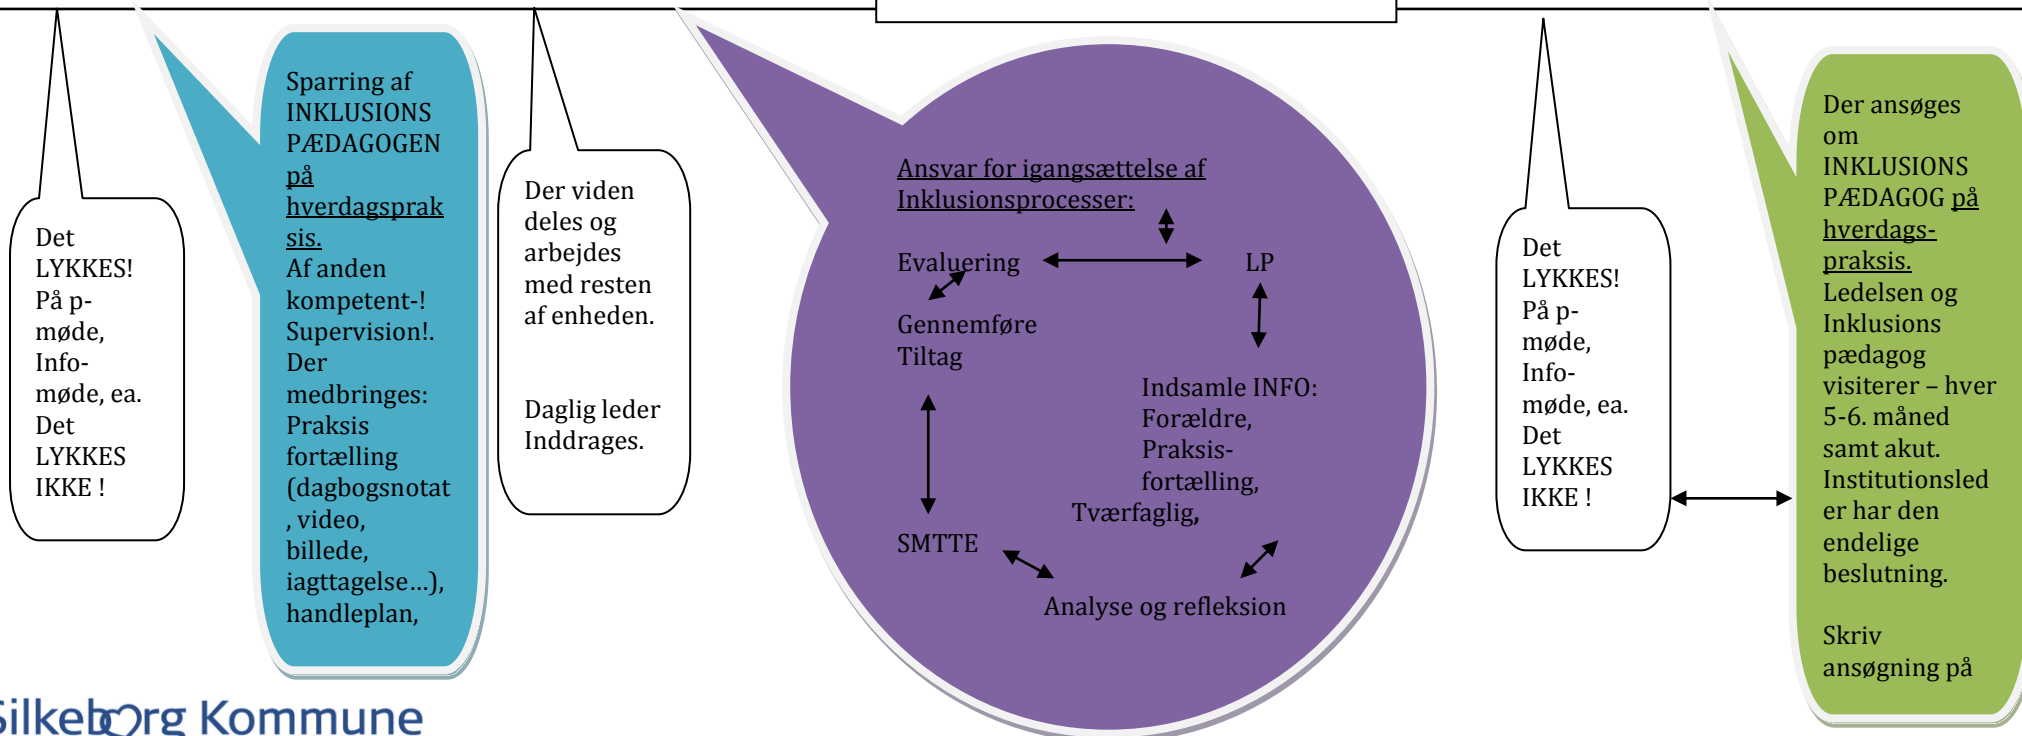 Det
LYKKES!
På p-
møde,
Info-
møde, ea.
Det
LYKKES
IKKE !
Sparring af
INKLUSIONS
PÆDAGOGEN
på
hverdagsprak
sis.
Af anden
kompetent-!
Supervision!.
Der
medbringes:
Praksis
fortælling
(dagbogsnotat
, video,
billede,
iagttagelse…),
handleplan,
Der viden
deles og
arbejdes
med resten
af enheden.
Daglig leder
Inddrages.
Ansvar for igangsættelse af
Inklusionsprocesser:
Evaluering
LP
Gennemføre
Tiltag
Indsamle INFO:
Forældre,
Praksis-
fortælling,
Tværfaglig,
SMTTE
Analyse og refleksion
Det
LYKKES!
På p-
møde,
Info-
møde, ea.
Det
LYKKES
IKKE !
Der ansøges
om
INKLUSIONS
PÆDAGOG på
hverdags-
praksis.
Ledelsen og
Inklusions
pædagog
visiterer – hver
5-6. måned
samt akut.
Institutionsled
er har den
endelige
beslutning.
Skriv
ansøgning på
Silkeborg Kommune